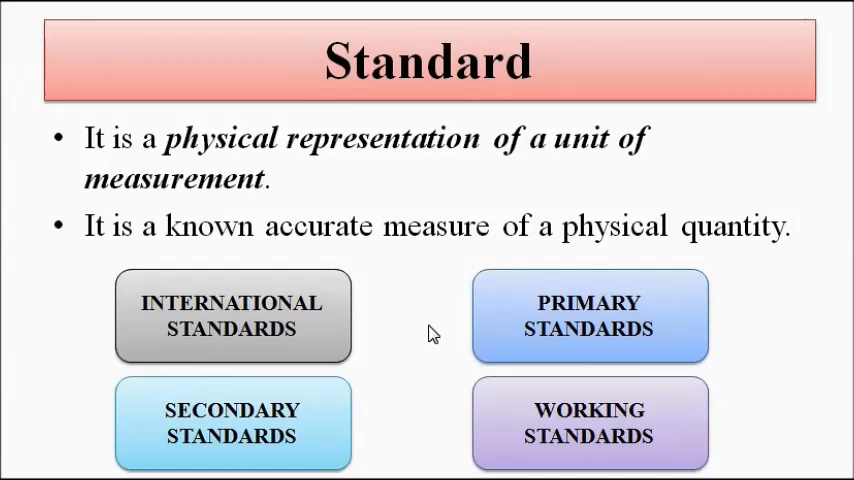 Standard
• It is a physical representation of a unit of
measurement.
• It is a known accurate measure of a physical quantity.
INTERNATIONAL
STANDARDS
PRIMARY
STANDARDS
SECONDARY
STANDARDS
WORKING
STANDARDS